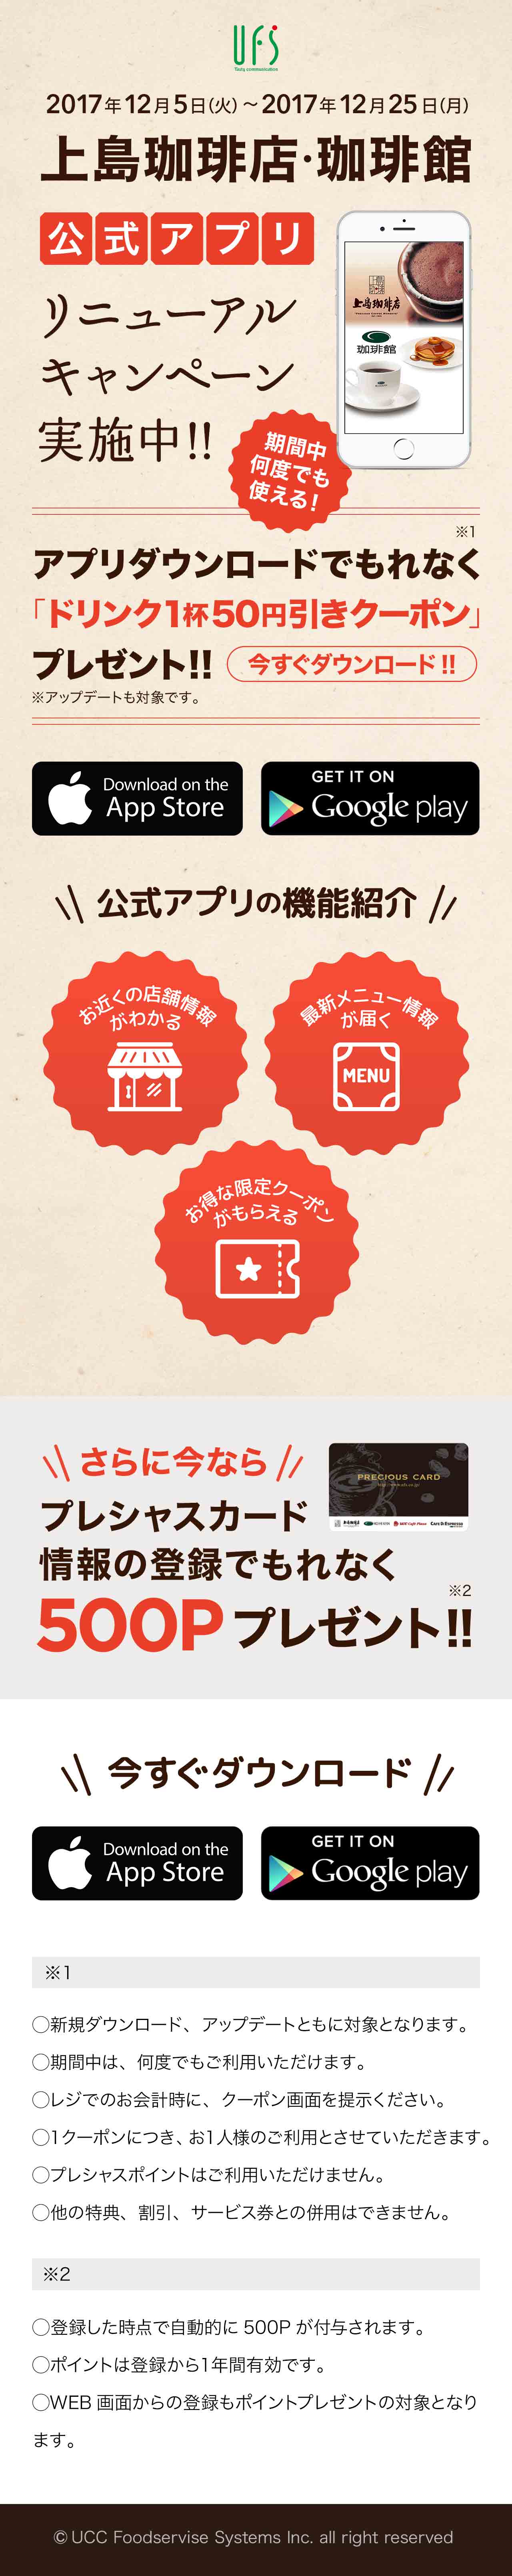 UFS
Tasty communication
2017年12月5日(火)～2017年12月25日(月)
上島珈琲店・珈琲館
公式アプリ
リニューアル
キャンペーン
実施中!!
上島珈琲店
珈琲館
期間中
何度でも
使える!
※1
アプリダウンロードでもれなく
「ドリンク1杯50円引きクーポン」
プレゼント!! 今すぐダウンロード!!
※アップデートも対象です。
Download on the
App Store
GET IT ON
Google play
公式アプリの機能紹介
お近くの店舗情報
がわかる
最新メニュー情報
が届く
MENU
お得な限定クーポン
がもらえる
さらに今なら
PRECIOUS CARD
プレシャスカード
情報の登録でもれなく
※2
500Pプレゼント!!
今すぐダウンロード
Download on the
App Store
GET IT ON
Google play
※1
◯新規ダウンロード、アップデートともに対象となります。
◯期間中は、何度でもご利用いただけます。
◯レジでのお会計時に、クーポン画面を提示ください。
◯1クーポンにつき、お1人様のご利用とさせていただきます。
◯プレシャスポイントはご利用いただけません。
◯他の特典、割引、サービス券との併用はできません。
※2
◯登録した時点で自動的に 500P が付与されます。
◯ポイントは登録から1年間有効です。
◯WEB 画面からの登録もポイントプレゼントの対象となり
ます。
© UCC Foodservise Systems Inc. all right reserved